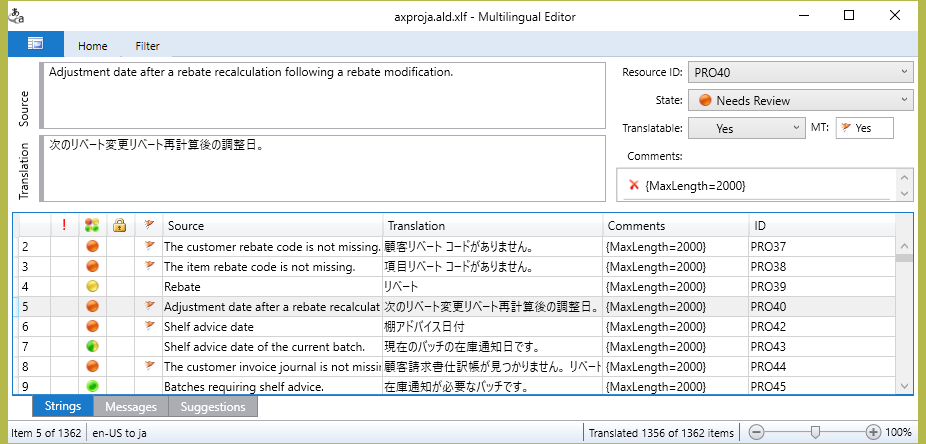 axproja.ald.xlf - Multilingual Editor
Home Filter
Source
Adjustment date after a rebate recalculation following a rebate modification.
Translation
次のリベート変更リベート再計算後の調整日。
Resource ID: PRO40
State: Needs Review
Translatable: Yes MT: Yes
Comments:
{MaxLength=2000}
Source Translation Comments ID
2 The customer rebate code is not missing. 顧客リベート コードがありません。 {MaxLength=2000} PRO37
3 The item rebate code is not missing. 項目リベート コードがありません。 {MaxLength=2000} PRO38
4 Rebate リベート {MaxLength=2000} PRO39
5 Adjustment date after a rebate recalculat 次のリベート変更リベート再計算後の調整日。 {MaxLength=2000} PRO40
6 Shelf advice date 棚アドバイス日付 {MaxLength=2000} PRO42
7 Shelf advice date of the current batch. 現在のバッチの在庫通知日です。 {MaxLength=2000} PRO43
8 The customer invoice journal is not missin 顧客請求書仕訳帳が見つかりません。 リベート {MaxLength=2000} PRO44
9 Batches requiring shelf advice. 在庫通知が必要なバッチです。 {MaxLength=2000} PRO45
Strings Messages Suggestions
Item 5 of 1362 en-US to ja Translated 1356 of 1362 items 100%